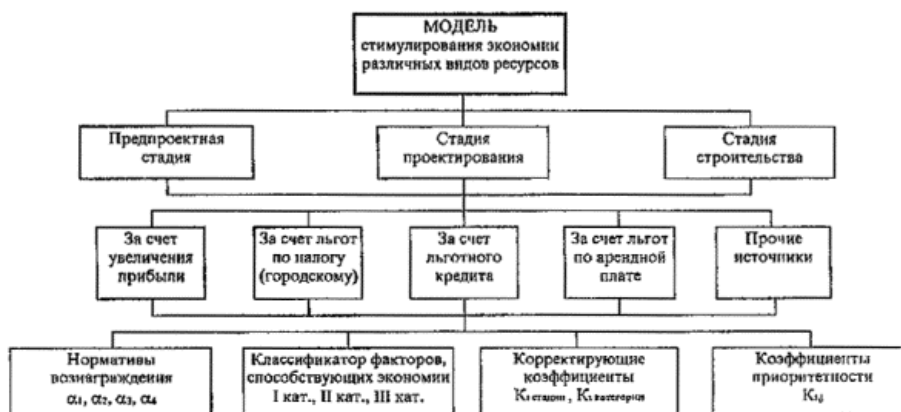 МОДЕЛЬ
стимулирования экономии
различных видов ресурсов
Предпроектная
стадия
Стадия
проектирования
Стадия
строительства
За счет
увеличения
прибыли
За счет льгот
по налогу
(городскому)
За счет
льготного
кредита
За счет льгот
по арендной
плате
Прочие
источники
Нормативы
вознаграждения
α₁, α₂, α₃, α₄
Классификатор факторов,
способствующих экономии
I кат., II кат., III кат.
Корректирующие
коэффициенты
стадии, категории
Коэффициенты
приоритетности